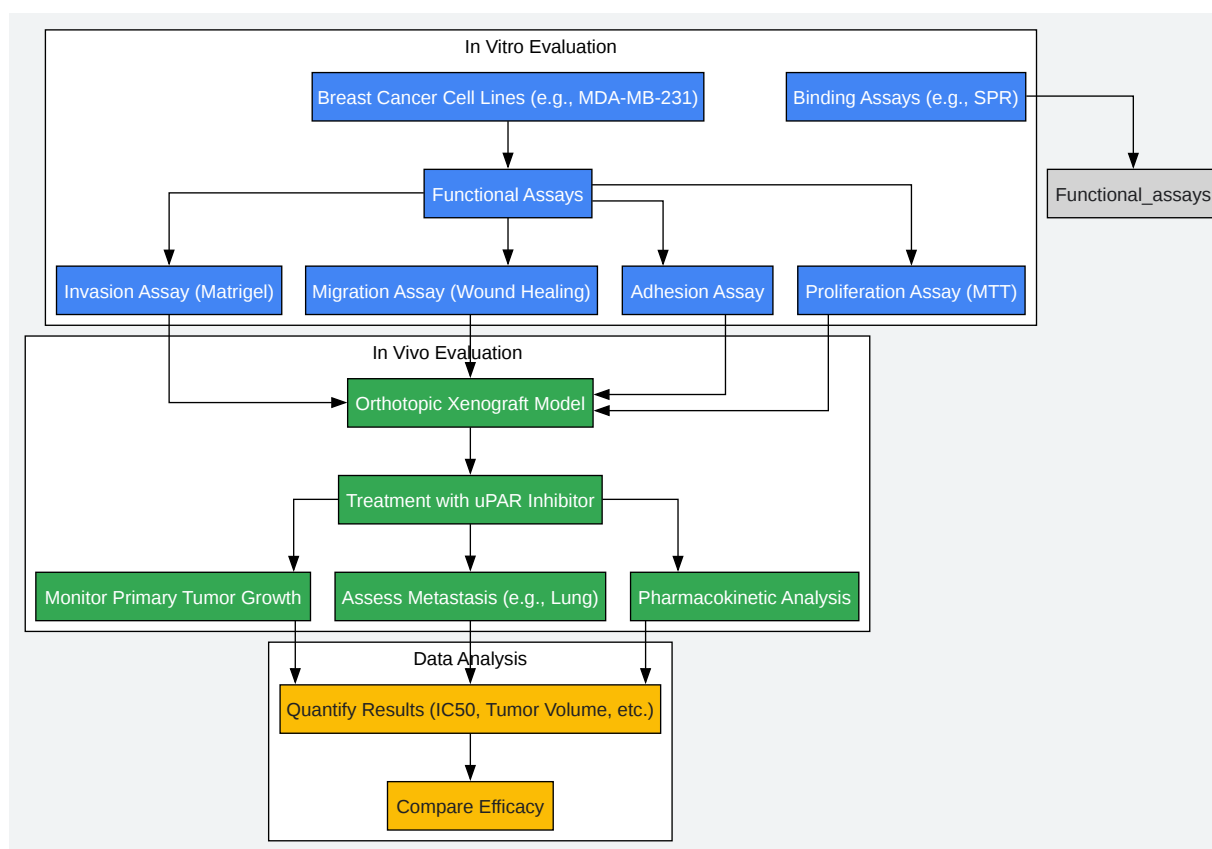 In Vitro Evaluation
Breast Cancer Cell Lines (e.g., MDA-MB-231)
Binding Assays (e.g., SPR)
Functional Assays
Functional_assays
Invasion Assay (Matrigel)
Migration Assay (Wound Healing)
Adhesion Assay
Proliferation Assay (MTT)
In Vivo Evaluation
Orthotopic Xenograft Model
Treatment with uPAR Inhibitor
Monitor Primary Tumor Growth
Assess Metastasis (e.g., Lung)
Pharmacokinetic Analysis
Data Analysis
Quantify Results (IC50, Tumor Volume, etc.)
Compare Efficacy